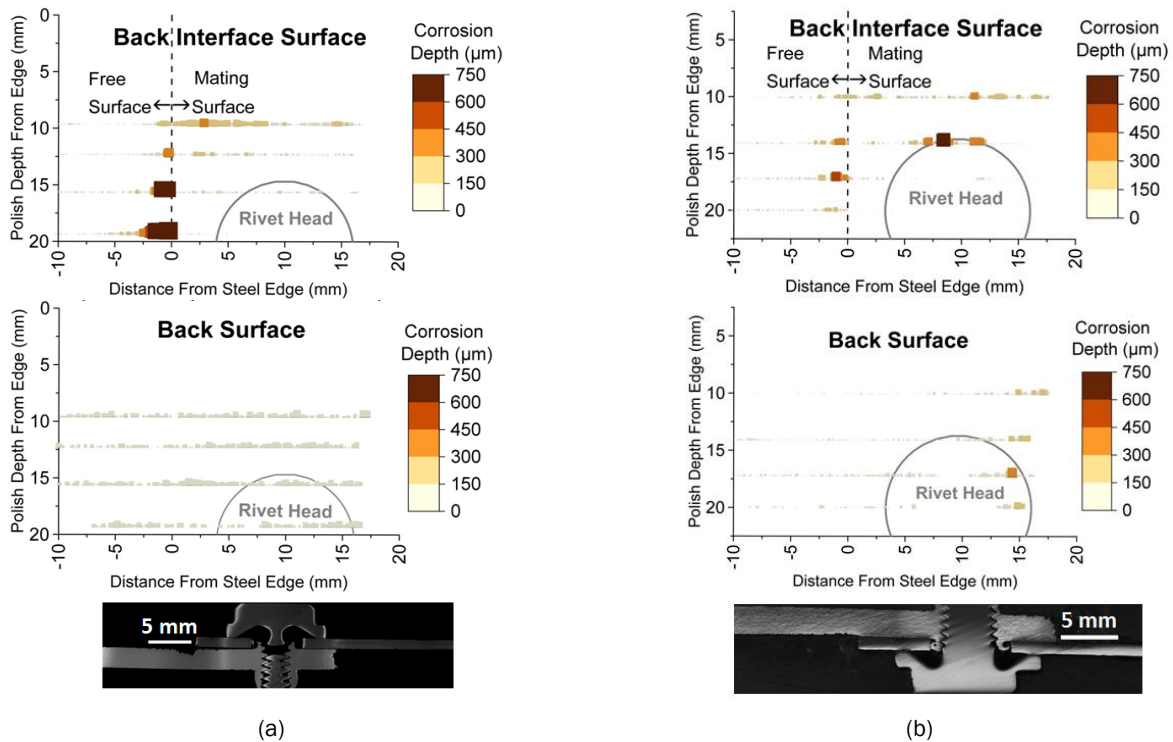 Back Interface Surface
Free Mating
Surface Surface
Polish Depth From Edge (mm)
0
5
10
15
20
-10 -5 0 5 10 15 20
Distance From Steel Edge (mm)
Corrosion
Depth (µm)
750
600
450
300
150
0
Rivet Head
Back Surface
Polish Depth From Edge (mm)
0
5
10
15
20
-10 -5 0 5 10 15 20
Distance From Steel Edge (mm)
Corrosion
Depth (µm)
750
600
450
300
150
0
Rivet Head
5 mm
(a)
Back Interface Surface
Free Mating
Surface Surface
Polish Depth From Edge (mm)
5
10
15
20
-10 -5 0 5 10 15 20
Distance From Steel Edge (mm)
Corrosion
Depth (µm)
750
600
450
300
150
0
Rivet Head
Back Surface
Polish Depth From Edge (mm)
5
10
15
20
-10 -5 0 5 10 15 20
Distance From Steel Edge (mm)
Corrosion
Depth (µm)
750
600
450
300
150
0
Rivet Head
5 mm
(b)